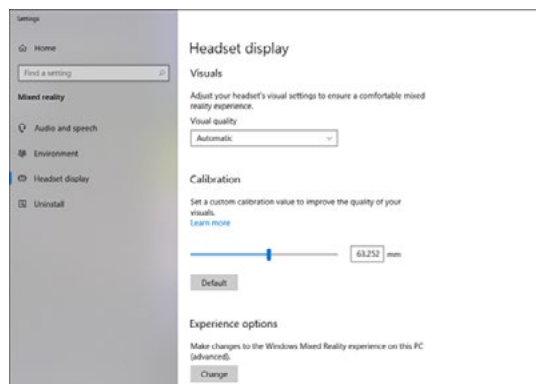 Settings
Home
Find a setting
Mixed reality
Audio and speech
Environment
Headset display
Uninstall
Headset display
Visuals
Adjust your headset's visual settings to ensure a comfortable mixed
reality experience.
Visual quality
Automatic
Calibration
Set a custom calibration value to improve the quality of your
visuals.
Learn more
63.252 mm
Default
Experience options
Make changes to the Windows Mixed Reality experience on this PC
(advanced).
Change